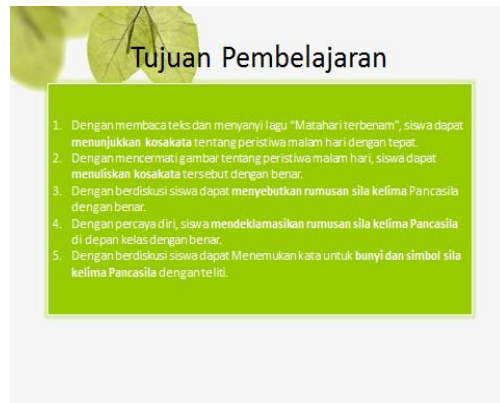 Tujuan Pembelajaran
1. Dengan membaca teks dan menyanyi lagu “Matahari terbenam”, siswa dapat
menunjukkan kosakata tentang peristiwa malam hari dengan tepat.
2. Dengan mencermati gambar tentang peristiwa malam hari, siswa dapat
menuliskan kosakata tersebut dengan benar.
3. Dengan berdiskusi siswa dapat menyebutkan rumusan sila kelima Pancasila
dengan benar.
4. Dengan percaya diri, siswa mendeklamasikan rumusan sila kelima Pancasila
di depan kelas dengan benar.
5. Dengan berdiskusi siswa dapat Menemukan kata untuk bunyi dan simbol sila
kelima Pancasila dengan teliti.